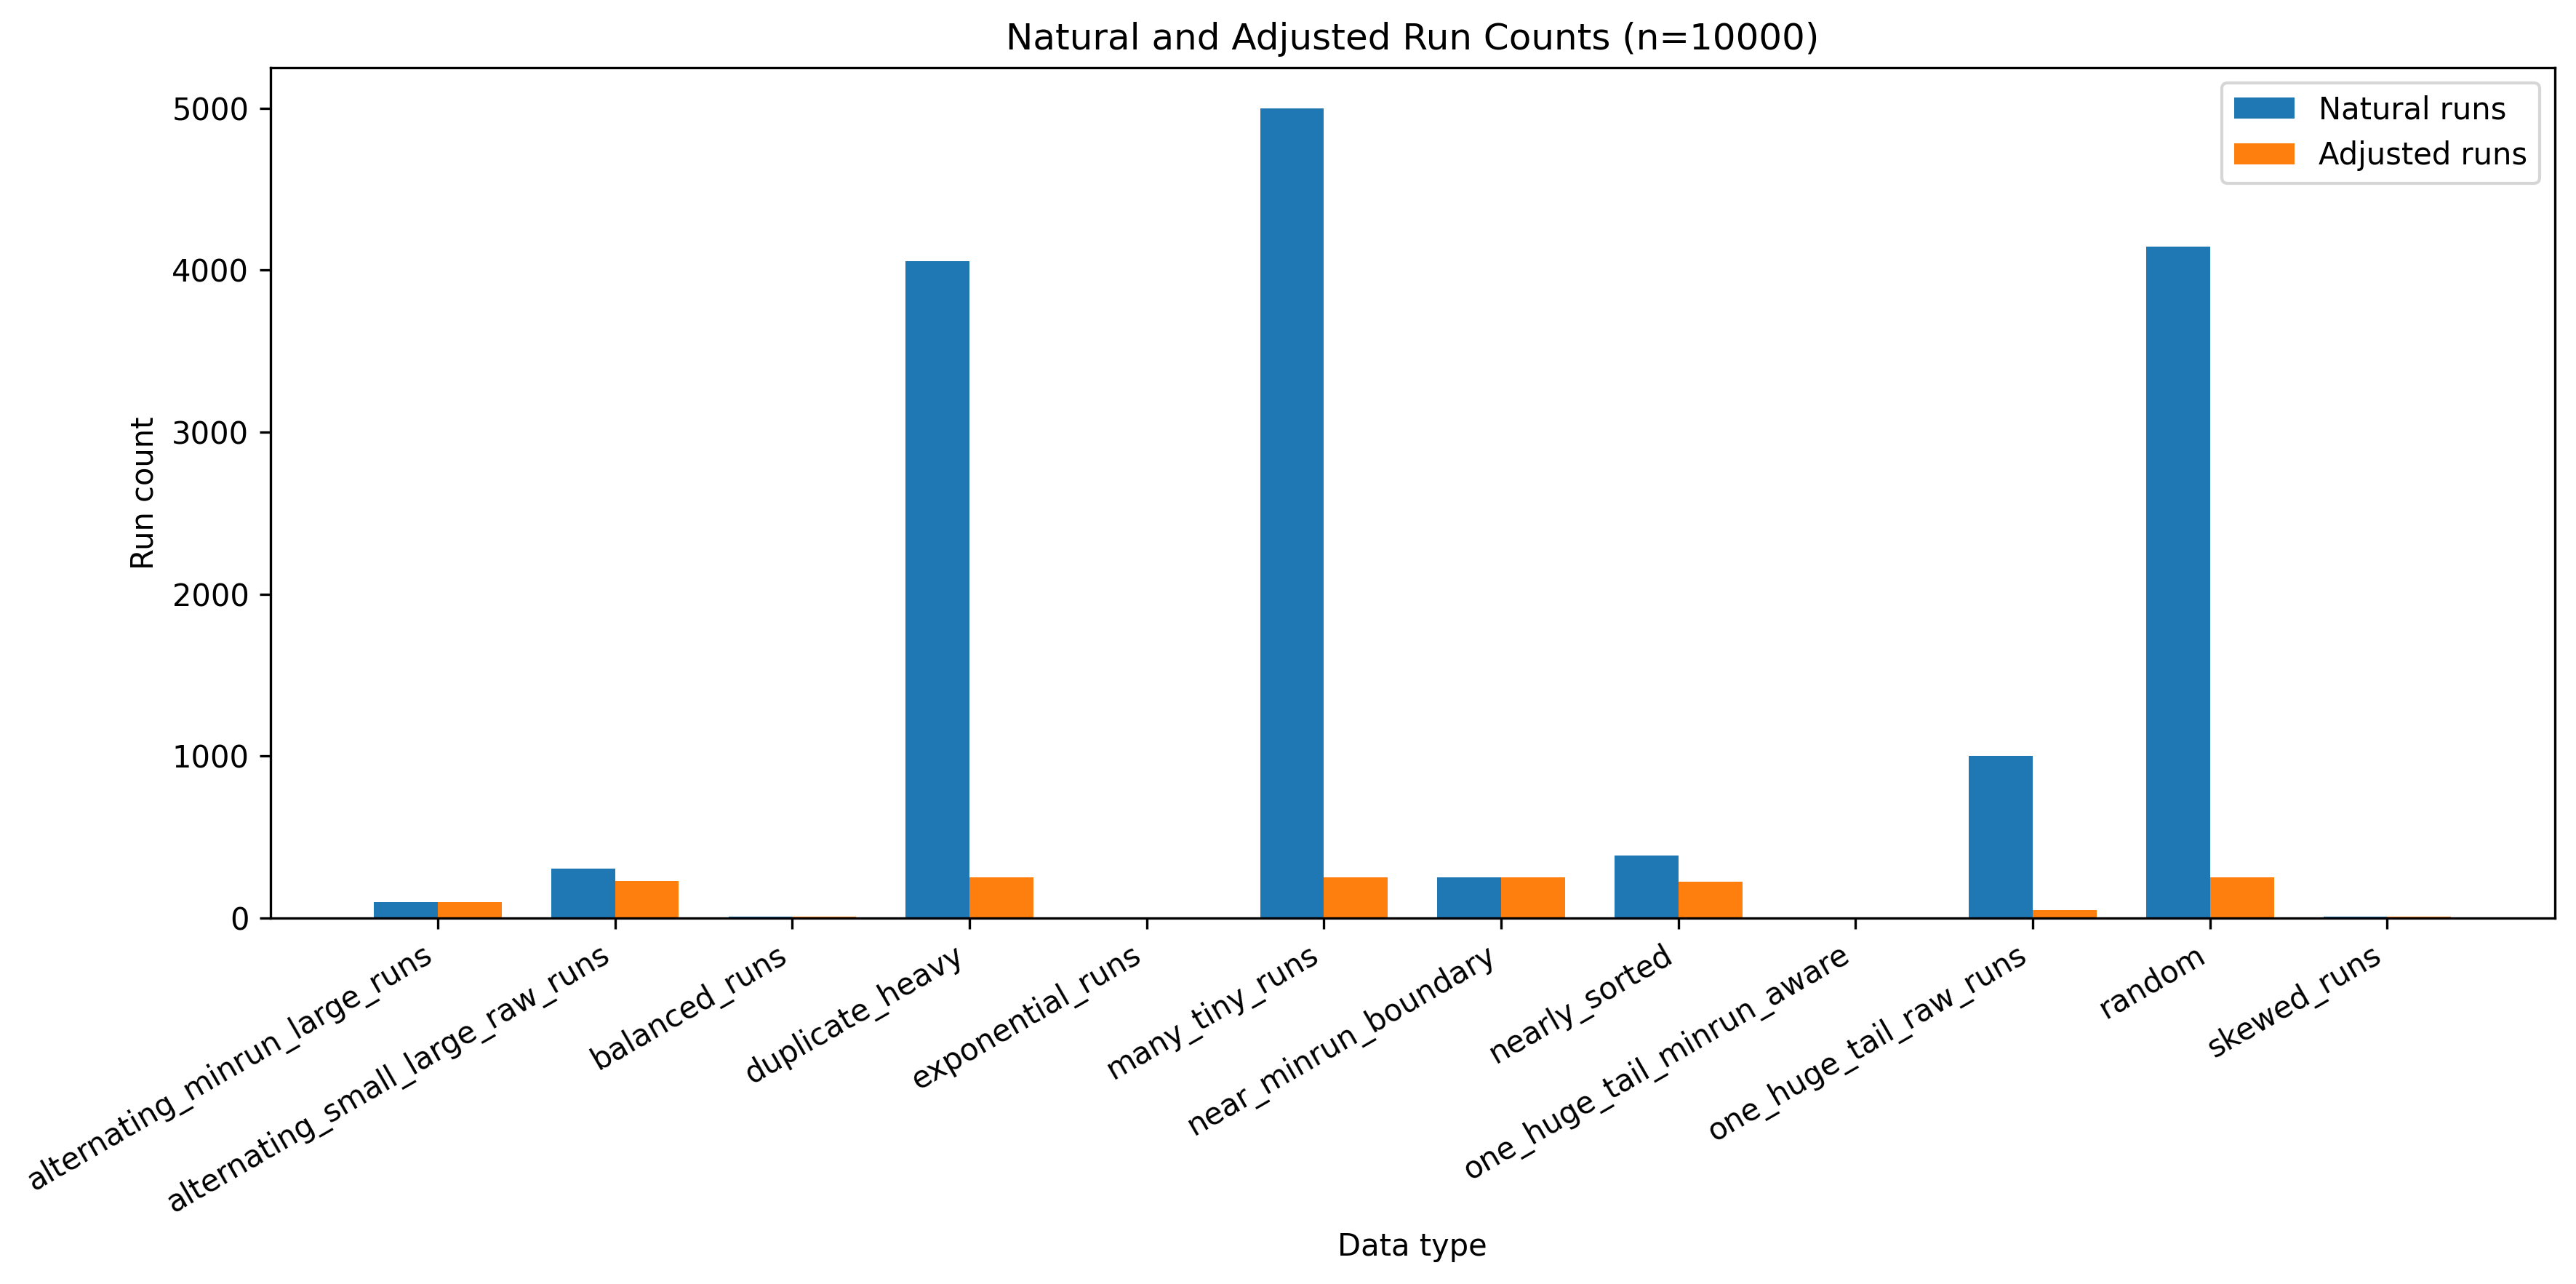 Natural and Adjusted Run Counts (n=10000)
Natural runs
Adjusted runs
5000
4000
3000
2000
1000
0
Run count
alternating_minrun_large_runs
alternating_small_large_raw_runs
balanced_runs
duplicate_heavy
exponential_runs
many_tiny_runs
near_minrun_boundary
nearly_sorted
one_huge_tail_minrun_aware
one_huge_tail_raw_runs
random
skewed_runs
Data type